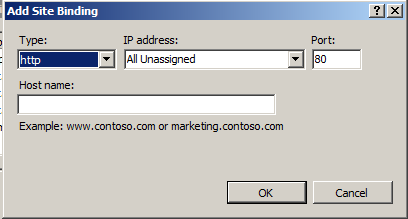 Add Site Binding
Type: IP address: Port:
http All Unassigned 80
Host name:
Example: www.contoso.com or marketing.contoso.com
OK Cancel